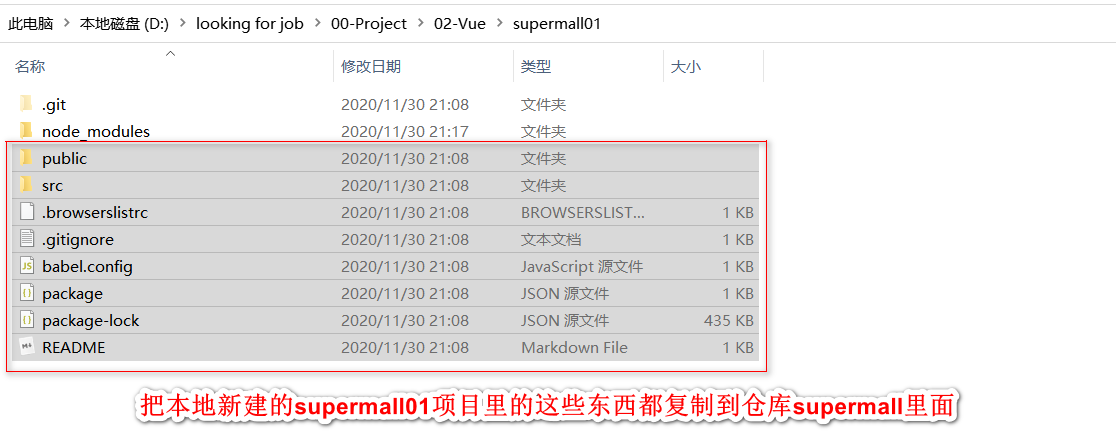 此电脑 > 本地磁盘 (D:) > looking for job > 00-Project > 02-Vue > supermall01
名称 修改日期 类型 大小
.git 2020/11/30 21:08 文件夹
node_modules 2020/11/30 21:17 文件夹
public 2020/11/30 21:08 文件夹
src 2020/11/30 21:08 文件夹
.browserslistrc 2020/11/30 21:08 BROWSERSLIST... 1 KB
.gitignore 2020/11/30 21:08 文本文档 1 KB
babel.config 2020/11/30 21:08 JavaScript 源文件 1 KB
package 2020/11/30 21:08 JSON 源文件 1 KB
package-lock 2020/11/30 21:08 JSON 源文件 435 KB
README 2020/11/30 21:08 Markdown File 1 KB
把本地新建的supermall01项目里的这些东西都复制到仓库supermall里面